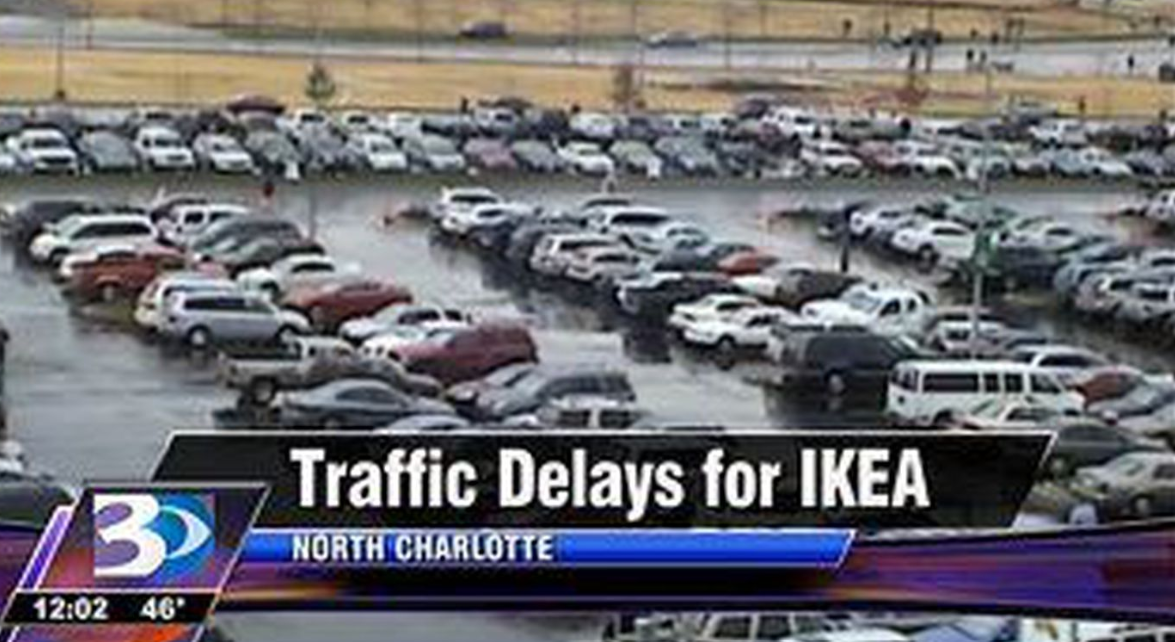 Traffic Delays for IKEA
NORTH CHARLOTTE
3
12:02 46°